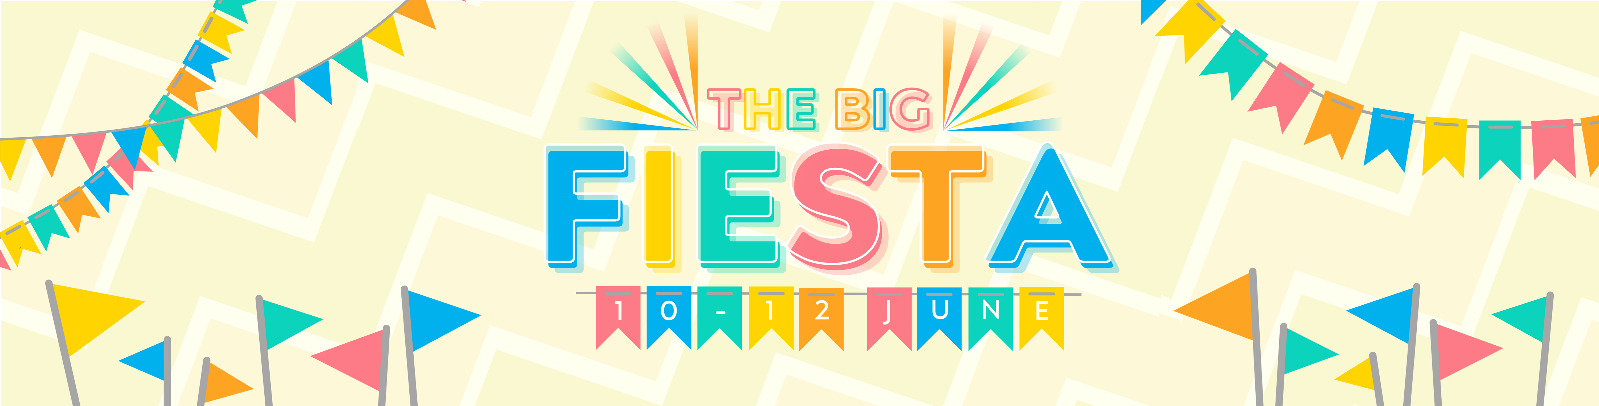 THE BIG
FIESTA
10-12 JUNE